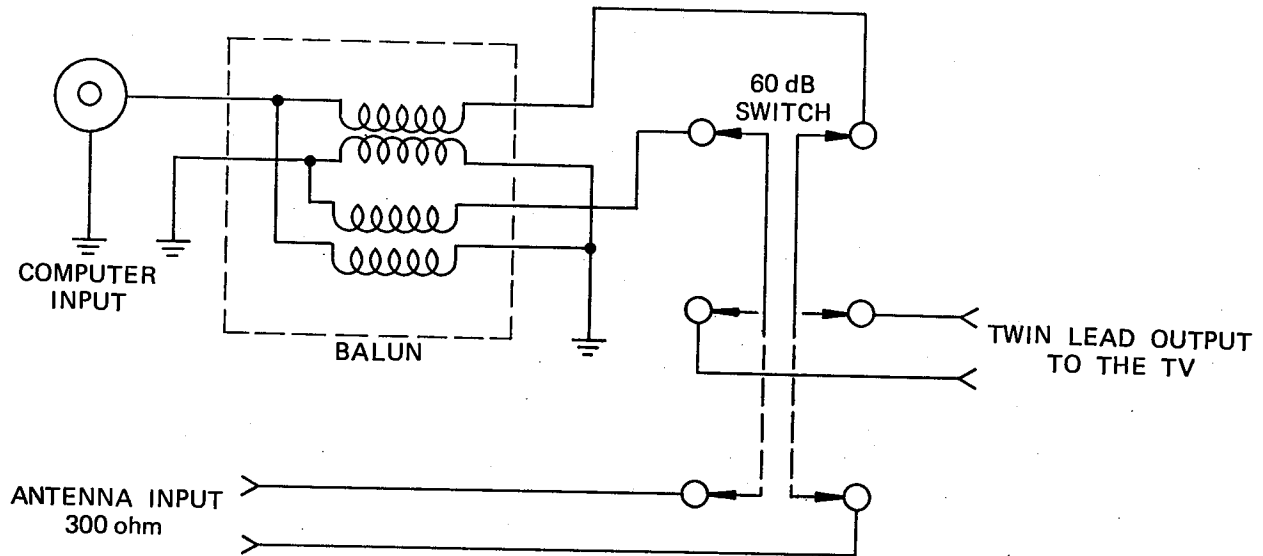 60 dB
SWITCH
COMPUTER
INPUT
BALUN
TWIN LEAD OUTPUT
TO THE TV
ANTENNA INPUT
300 ohm